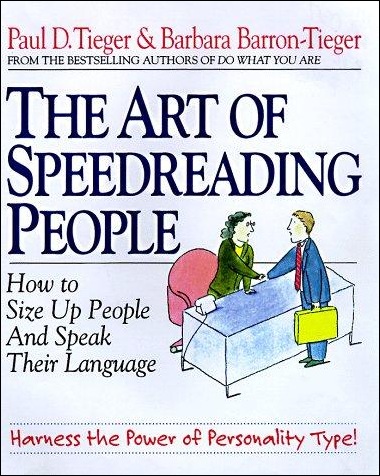 Paul D. Tieger & Barbara Barron-Tieger
FROM THE BESTSELLING AUTHORS OF DO WHAT YOU ARE
THE ART OF
SPEEDREADING
PEOPLE
How to
Size Up People
And Speak
Their Language
Harness the Power of Personality Type!